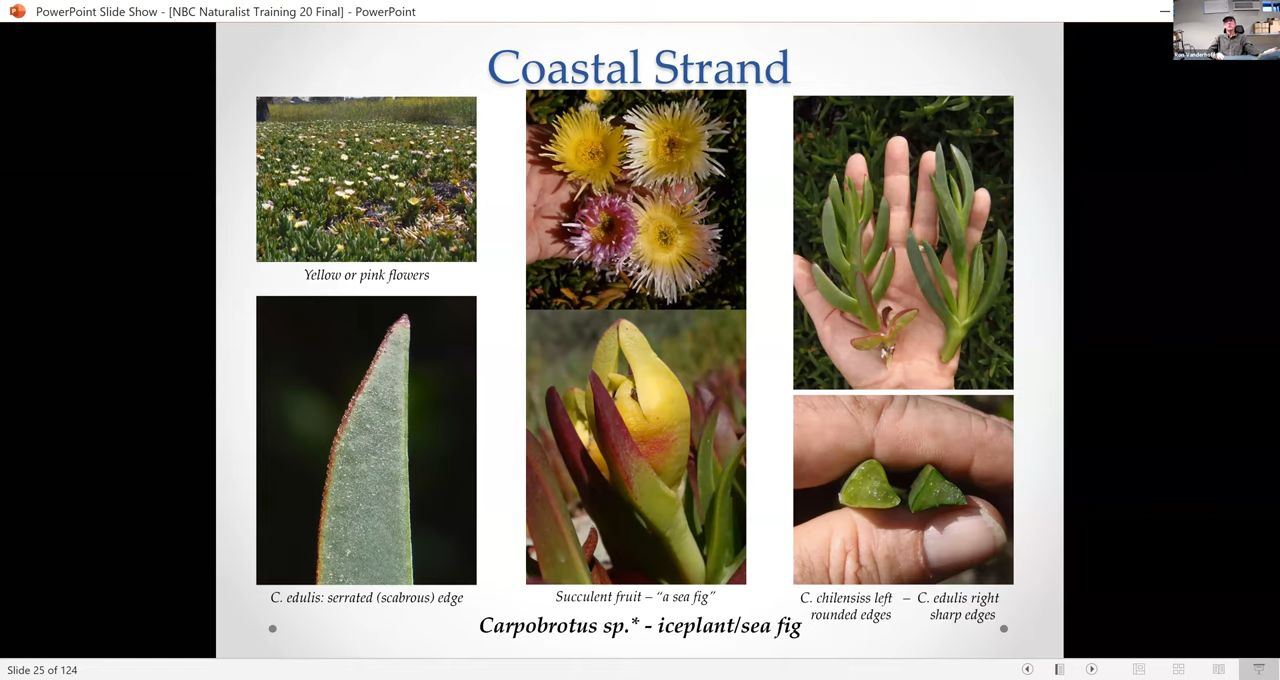 PowerPoint Slide Show - [NBC Naturalist Training 20 Final] - PowerPoint
Coastal Strand
Yellow or pink flowers
C. edulis: serrated (scabrous) edge
Succulent fruit – “a sea fig”
C. chilensiss left – C. edulis right
rounded edges sharp edges
Carpobrotus sp.* - iceplant/sea fig
Slide 25 of 124